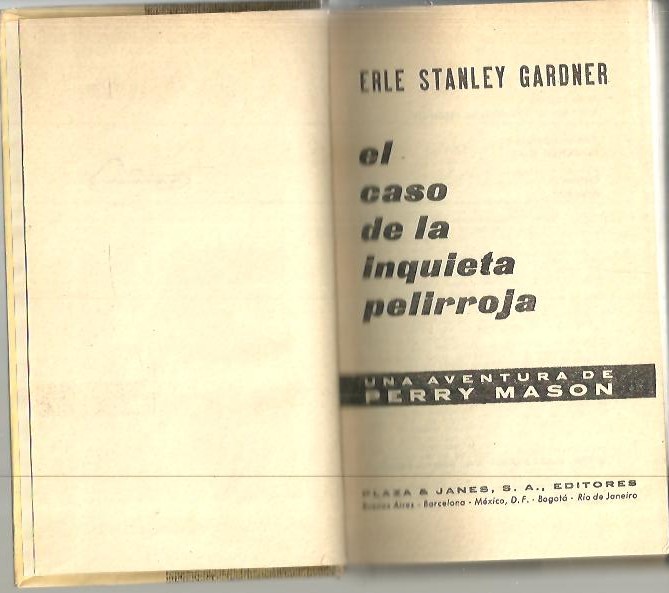 ERLE STANLEY GARDNER
el
caso
de la
inquieta
pelirroja
UNA AVENTURA DE
PERRY MASON
PLAZA & JANES, S. A., EDITORES
Buenos Aires - Barcelona - México, D. F. - Bogotá - Rio de Janeiro